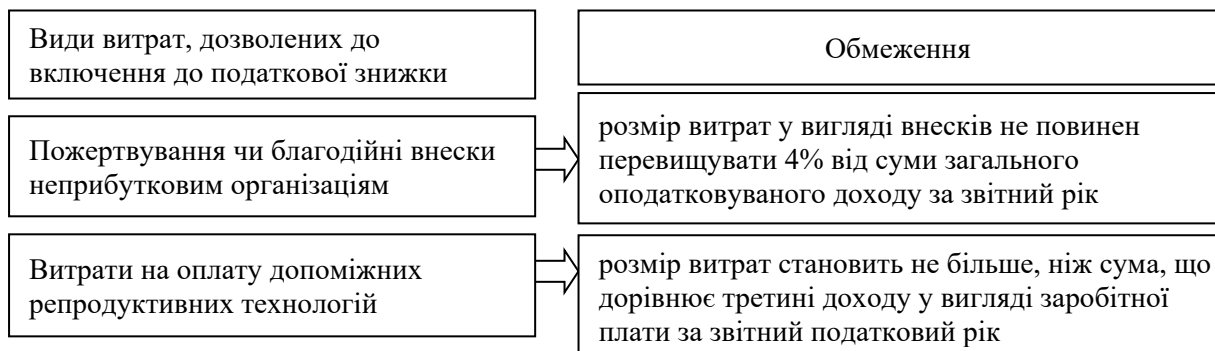 Види витрат, дозволених до
включення до податкової знижки
Обмеження
Пожертвування чи благодійні внески
неприбутковим організаціям
розмір витрат у вигляді внесків не повинен
перевищувати 4% від суми загального
оподатковуваного доходу за звітний рік
Витрати на оплату допоміжних
репродуктивних технологій
розмір витрат становить не більше, ніж сума, що
дорівнює третині доходу у вигляді заробітної
плати за звітний податковий рік